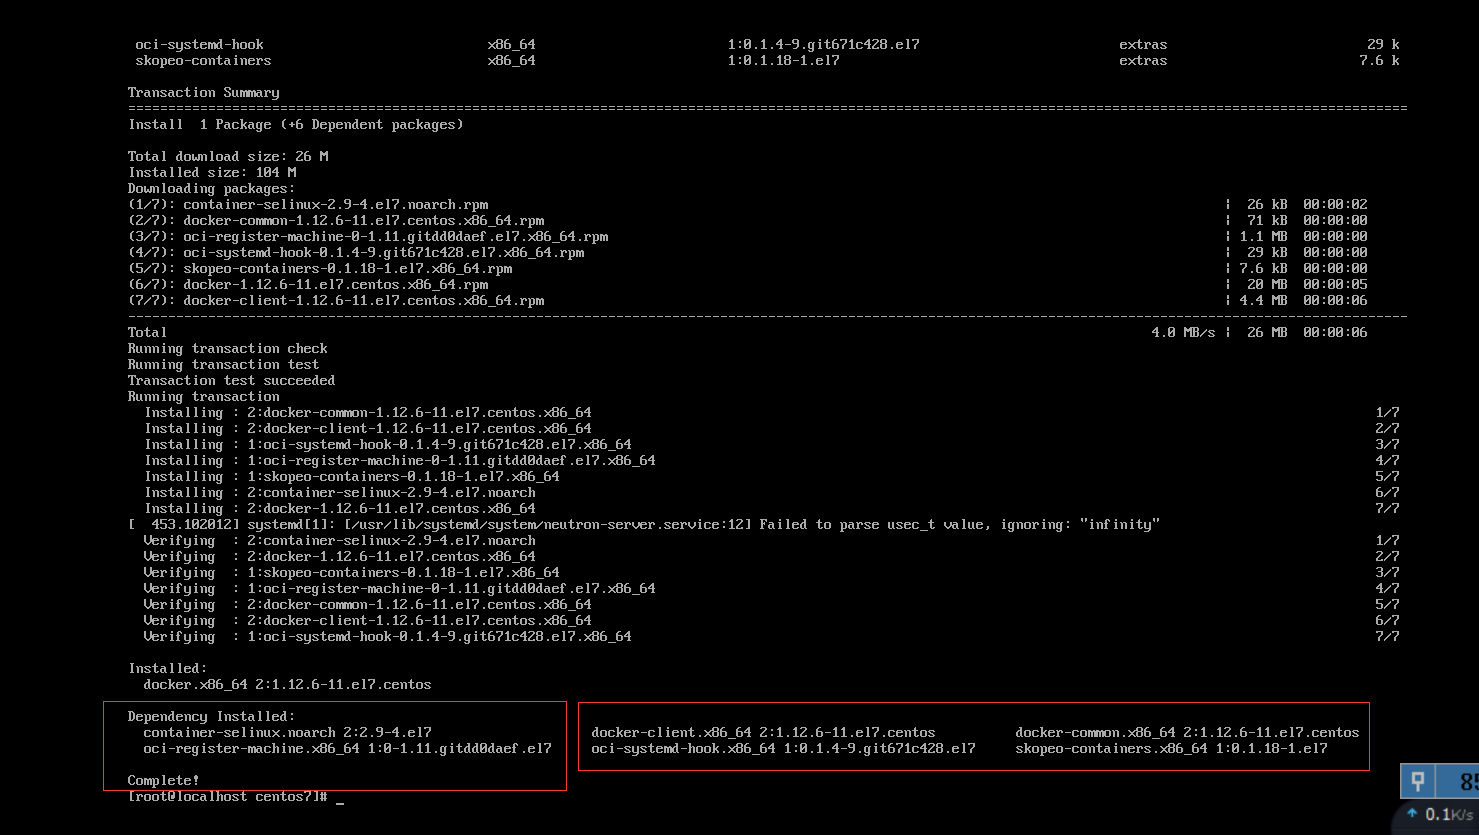 oci-systemd-hook x86_64 1:0.1.4-9.git671c428.el7 extras 29 k
skopeo-containers x86_64 1:0.1.18-1.el7 extras 7.6 k
Transaction Summary
================================================================================
Install  1 Package (+6 Dependent packages)
Total download size: 26 M
Installed size: 104 M
Downloading packages:
(1/7): container-selinux-2.9-4.el7.noarch.rpm | 26 kB 00:00:02
(2/7): docker-common-1.12.6-11.el7.centos.x86_64.rpm | 71 kB 00:00:00
(3/7): oci-register-machine-0-1.11.gitdd0daef.el7.x86_64.rpm | 1.1 MB 00:00:00
(4/7): oci-systemd-hook-0.1.4-9.git671c428.el7.x86_64.rpm | 29 kB 00:00:00
(5/7): skopeo-containers-0.1.18-1.el7.x86_64.rpm | 7.6 kB 00:00:00
(6/7): docker-1.12.6-11.el7.centos.x86_64.rpm | 20 MB 00:00:05
(7/7): docker-client-1.12.6-11.el7.centos.x86_64.rpm | 4.4 MB 00:00:06
--------------------------------------------------------------------------------
Total 4.0 MB/s | 26 MB 00:00:06
Running transaction check
Running transaction test
Transaction test succeeded
Running transaction
Installing : 2:docker-common-1.12.6-11.el7.centos.x86_64 1/7
Installing : 2:docker-client-1.12.6-11.el7.centos.x86_64 2/7
Installing : 1:oci-systemd-hook-0.1.4-9.git671c428.el7.x86_64 3/7
Installing : 1:oci-register-machine-0-1.11.gitdd0daef.el7.x86_64 4/7
Installing : 1:skopeo-containers-0.1.18-1.el7.x86_64 5/7
Installing : 2:container-selinux-2.9-4.el7.noarch 6/7
Installing : 2:docker-1.12.6-11.el7.centos.x86_64 7/7
[  453.102012] systemd[1]: [/usr/lib/systemd/system/neutron-server.service:12] Failed to parse usec_t value, ignoring: "infinity"
Verifying  : 2:container-selinux-2.9-4.el7.noarch 1/7
Verifying  : 2:docker-1.12.6-11.el7.centos.x86_64 2/7
Verifying  : 1:skopeo-containers-0.1.18-1.el7.x86_64 3/7
Verifying  : 1:oci-register-machine-0-1.11.gitdd0daef.el7.x86_64 4/7
Verifying  : 2:docker-common-1.12.6-11.el7.centos.x86_64 5/7
Verifying  : 2:docker-client-1.12.6-11.el7.centos.x86_64 6/7
Verifying  : 1:oci-systemd-hook-0.1.4-9.git671c428.el7.x86_64 7/7
Installed:
docker.x86_64 2:1.12.6-11.el7.centos
Dependency Installed:
container-selinux.noarch 2:2.9-4.el7 docker-client.x86_64 2:1.12.6-11.el7.centos docker-common.x86_64 2:1.12.6-11.el7.centos
oci-register-machine.x86_64 1:0-1.11.gitdd0daef.el7 oci-systemd-hook.x86_64 1:0.1.4-9.git671c428.el7 skopeo-containers.x86_64 1:0.1.18-1.el7
Complete!
[root@localhost centos7]# _
85
0.1K/s